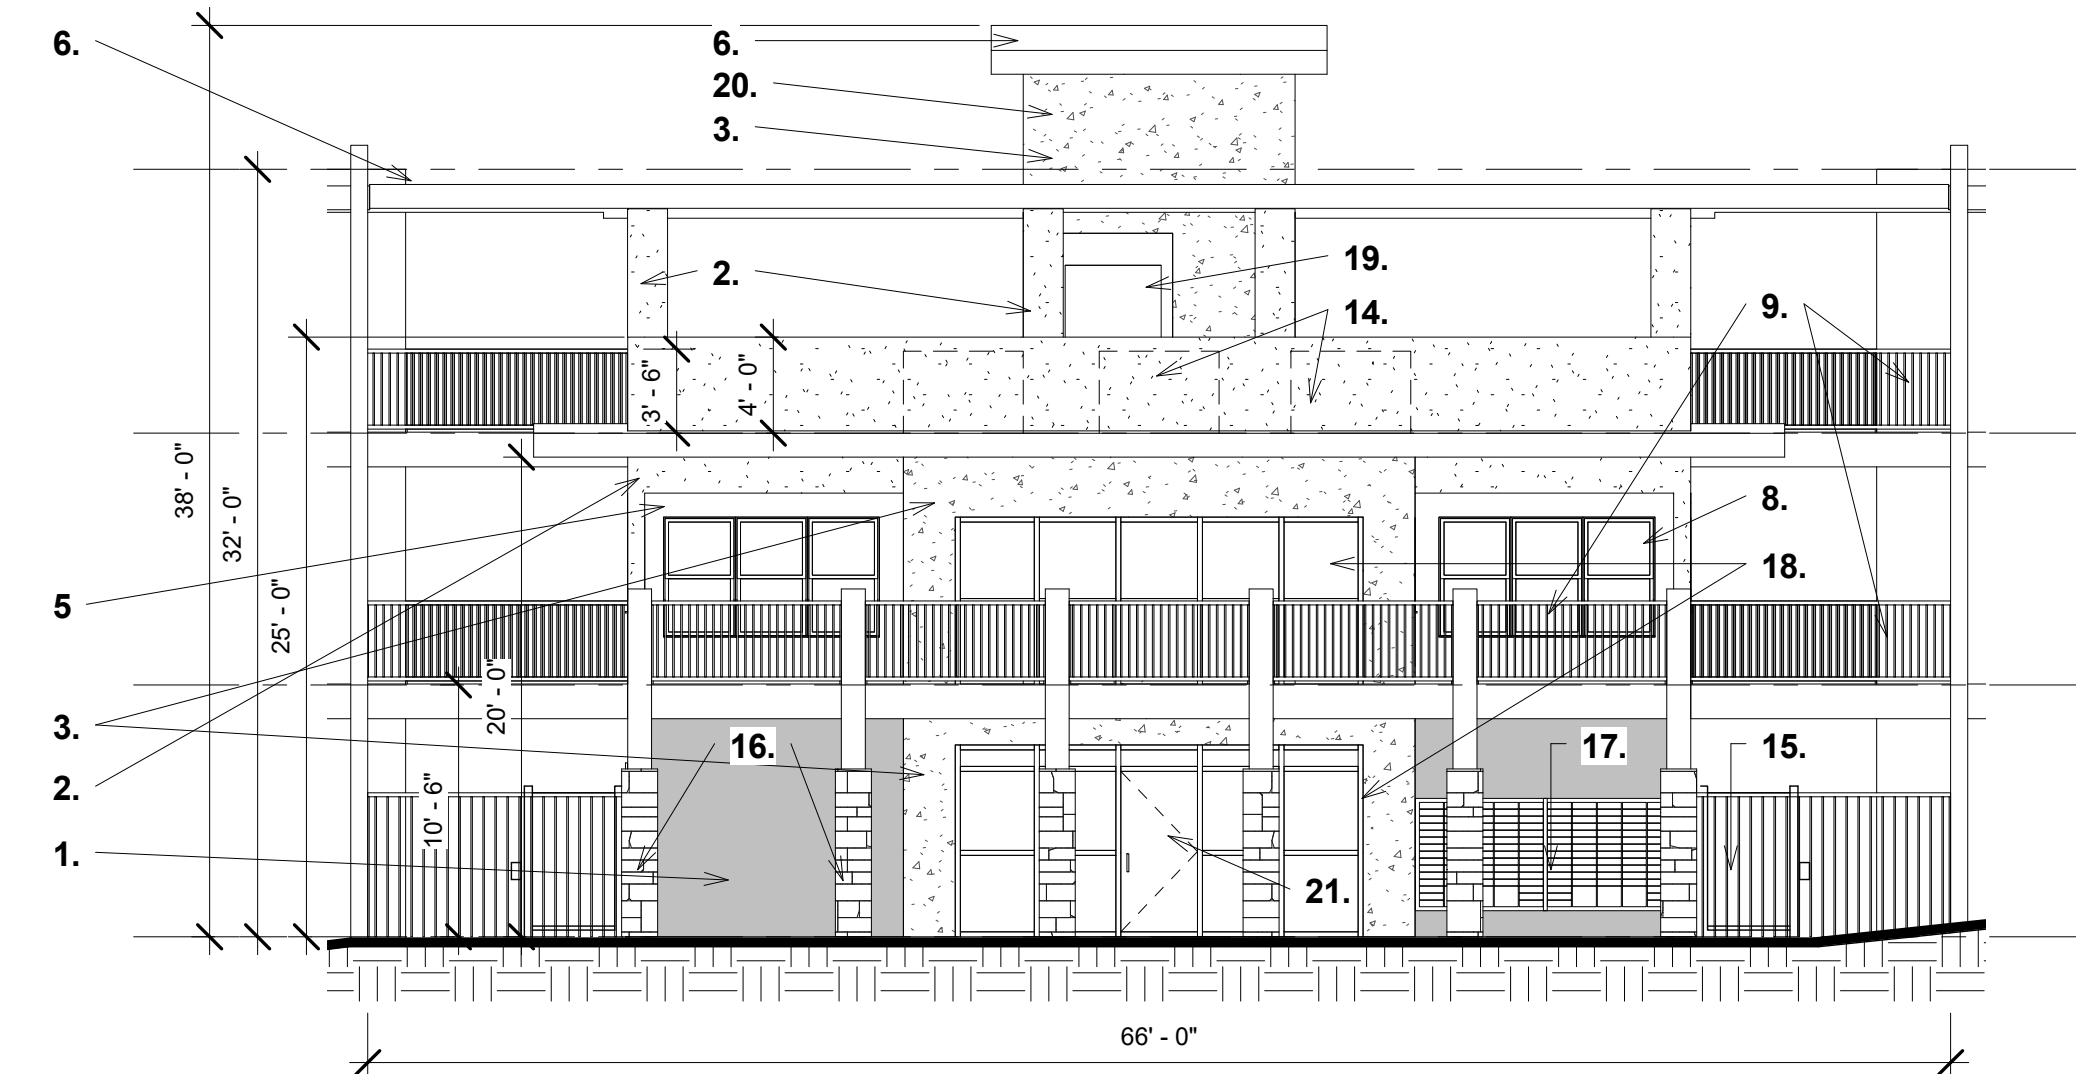 6.
6.
20.
3.
2.
19.
14.
9.
3' - 6"
4' - 0"
38' - 0"
32' - 0"
25' - 0"
8.
18.
5
20' - 0"
3.
16.
17.
15.
2.
10' - 6"
1.
21.
66' - 0"